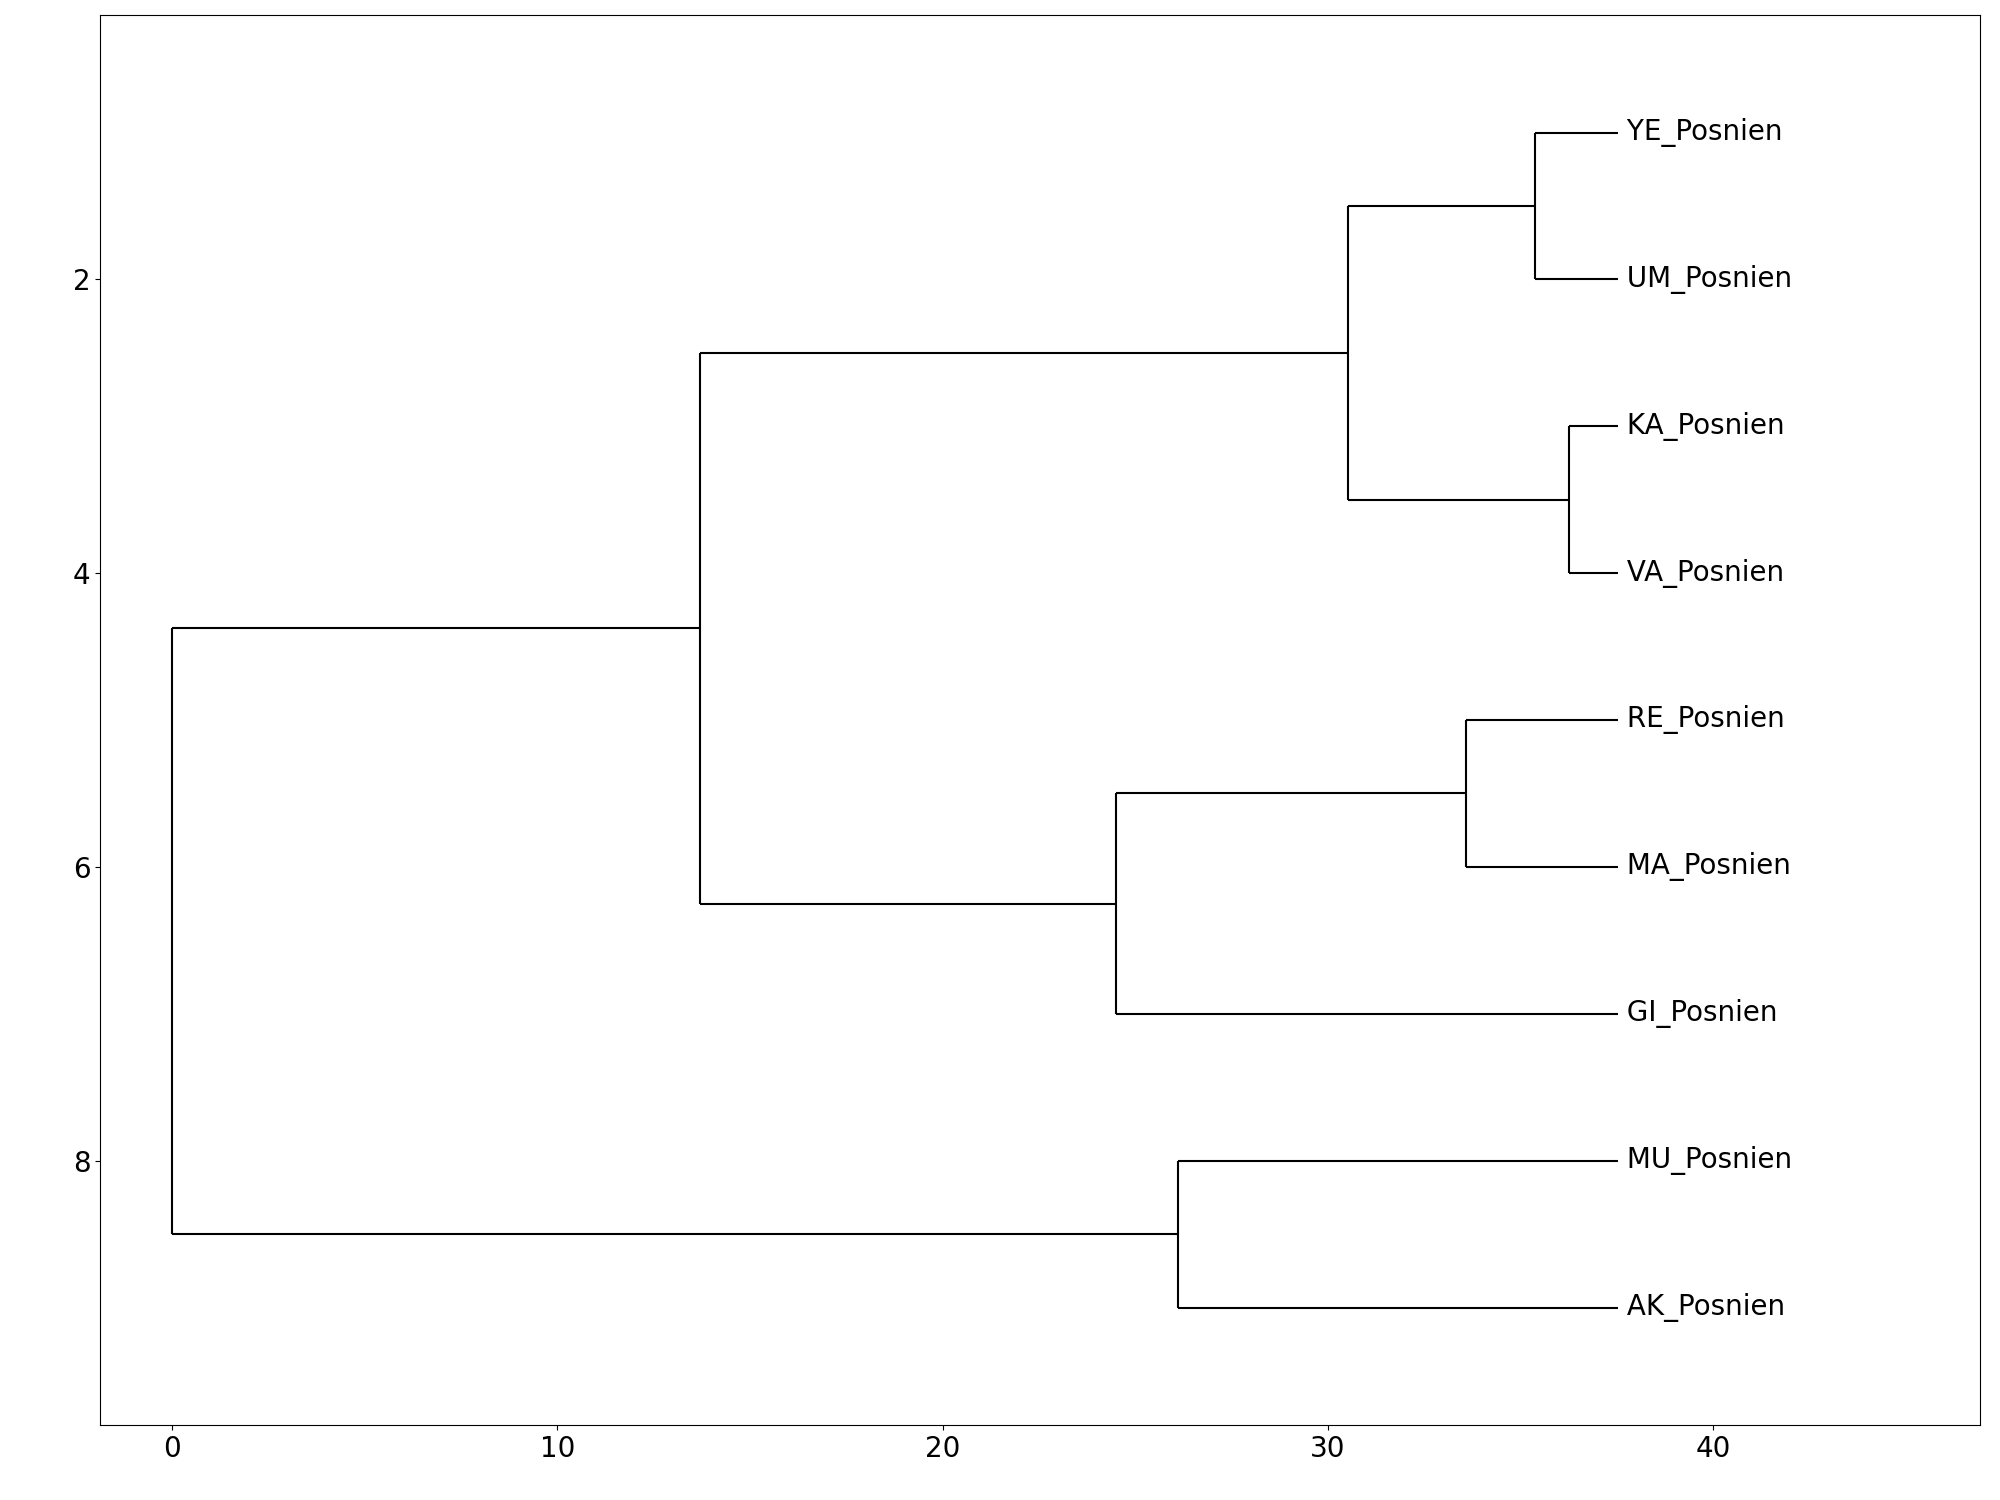 YE_Posnien
UM_Posnien
2
KA_Posnien
VA_Posnien
4
RE_Posnien
MA_Posnien
6
GI_Posnien
MU_Posnien
8
AK_Posnien
0 10 20 30 40